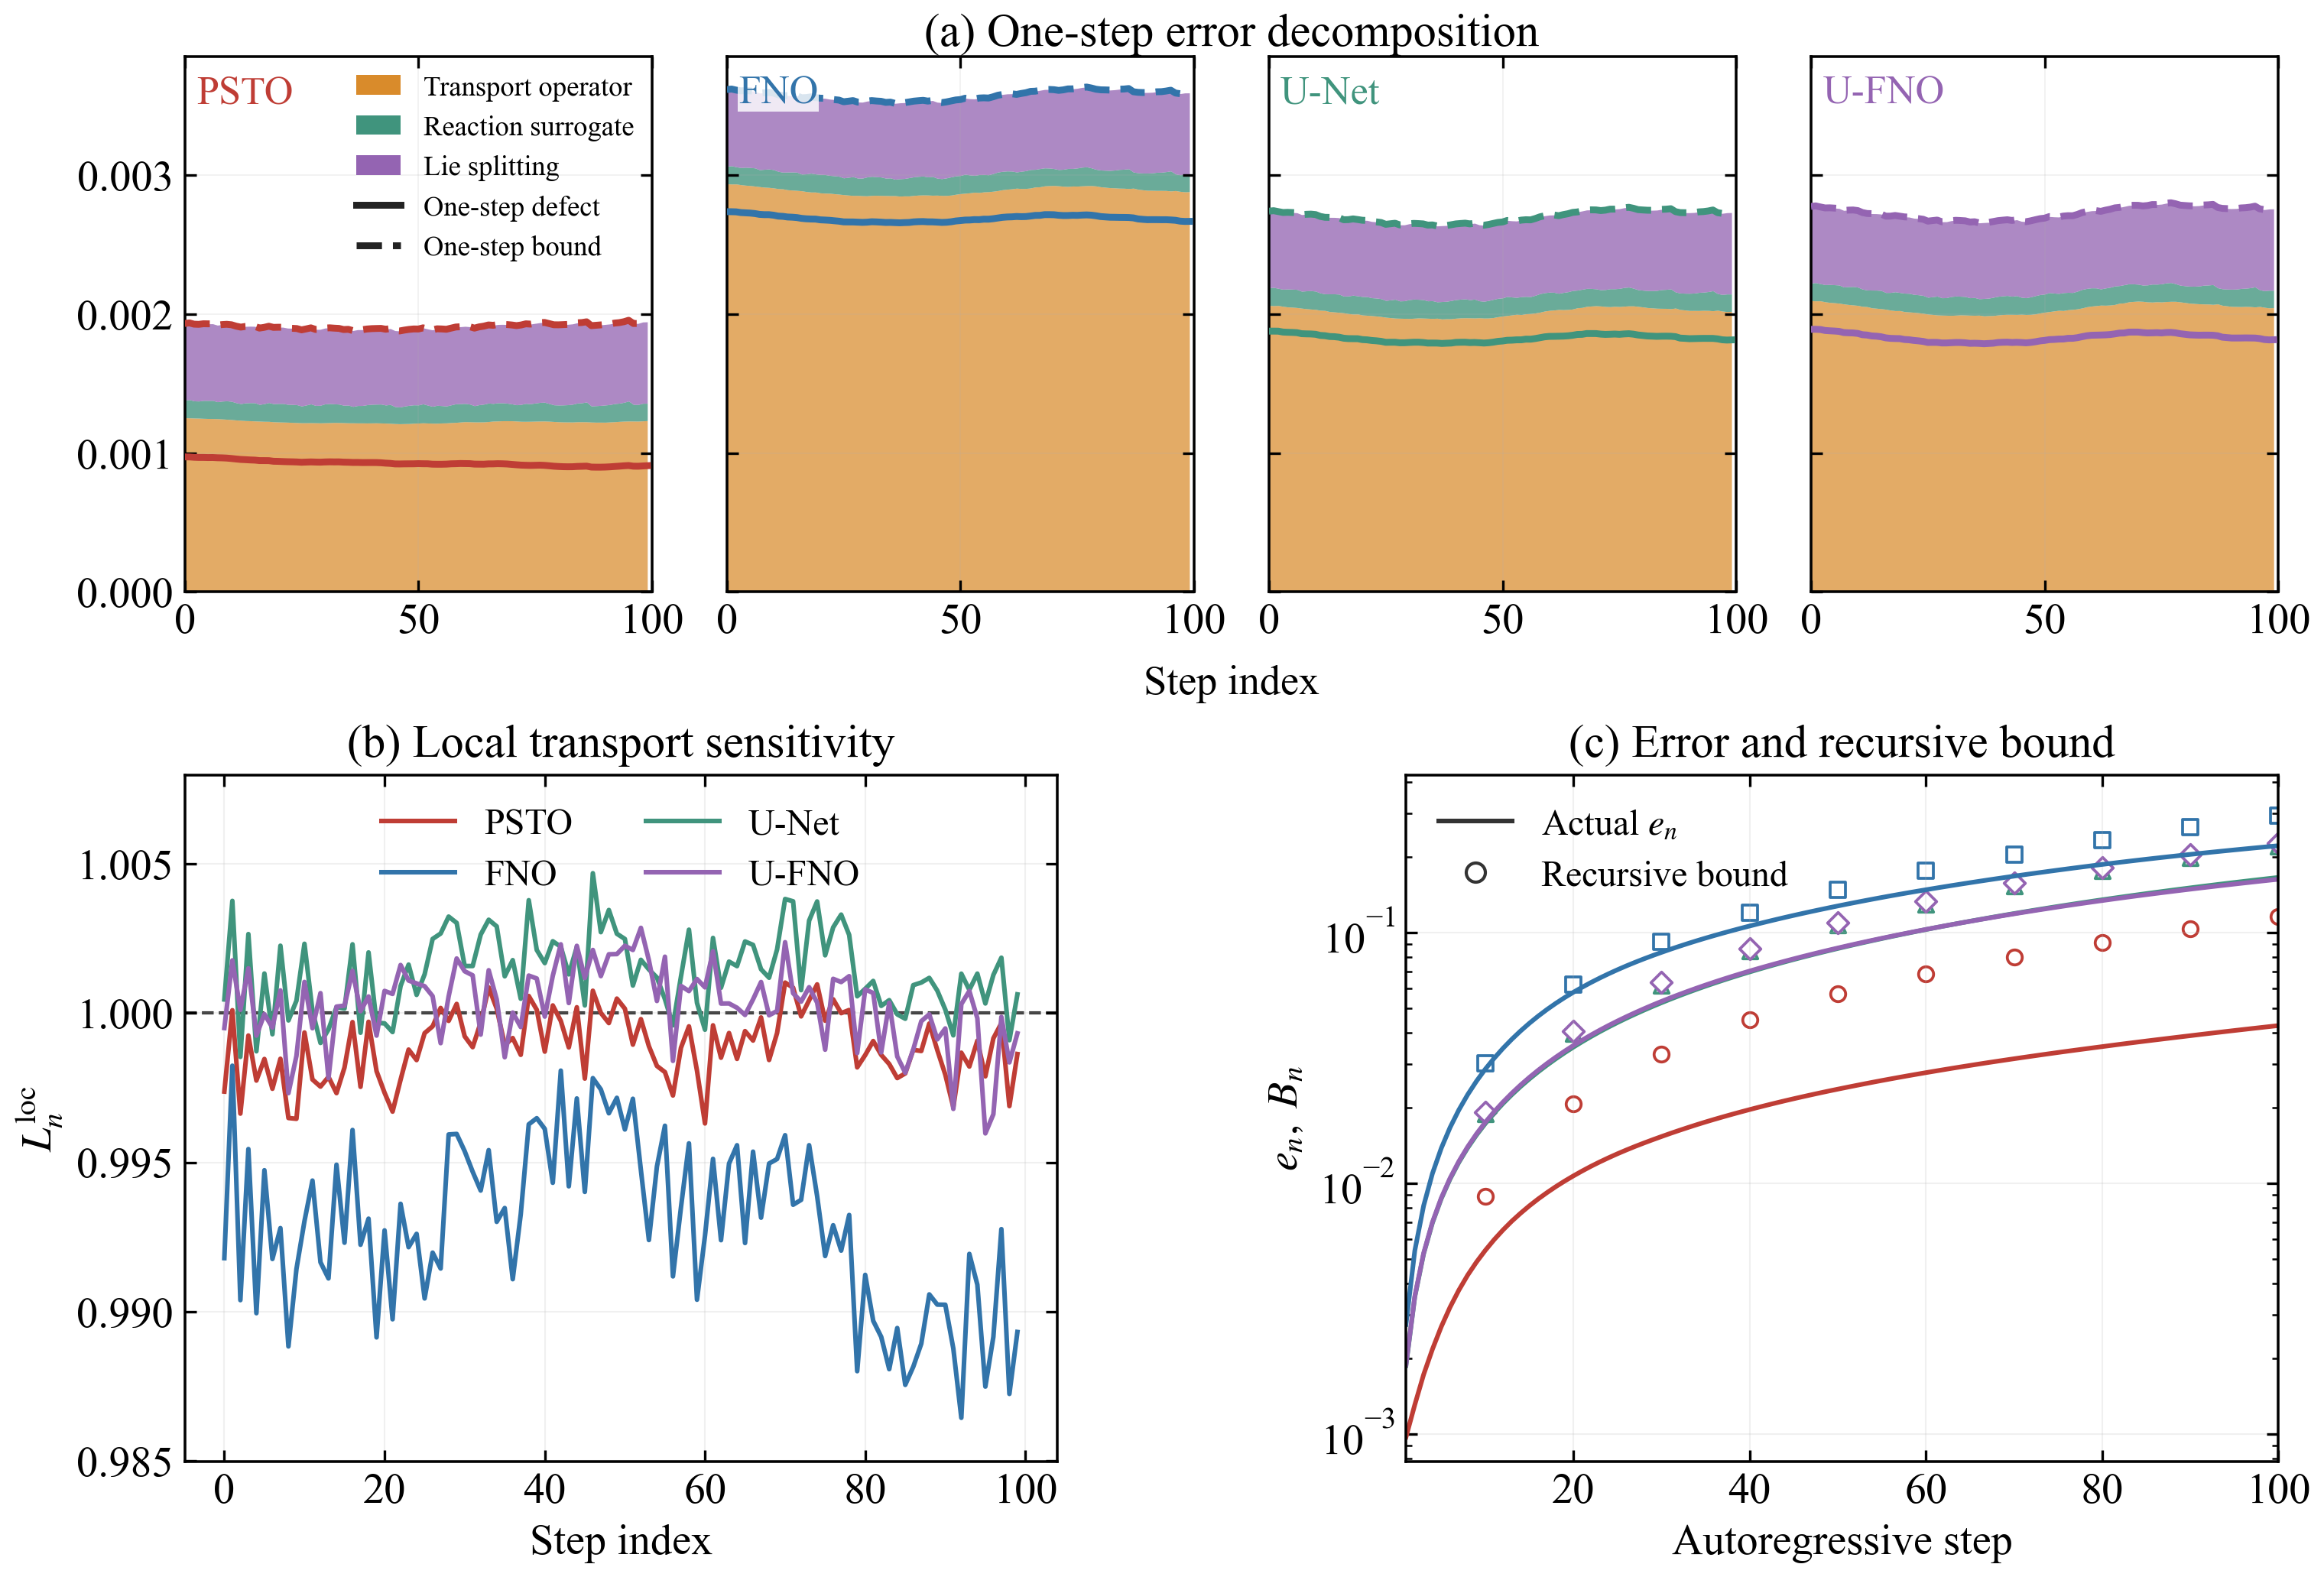 (a) One-step error decomposition
PSTO
Transport operator
Reaction surrogate
Lie splitting
One-step defect
One-step bound
FNO
U-Net
U-FNO
0.003
0.002
0.001
0.000
0 50 100
0 50 100
0 50 100
0 50 100
Step index
(b) Local transport sensitivity
PSTO
FNO
U-Net
U-FNO
1.005
1.000
0.995
0.990
0.985
L_n^loc
0 20 40 60 80 100
Step index
(c) Error and recursive bound
Actual e_n
Recursive bound
10^−1
10^−2
10^−3
e_n, B_n
20 40 60 80 100
Autoregressive step